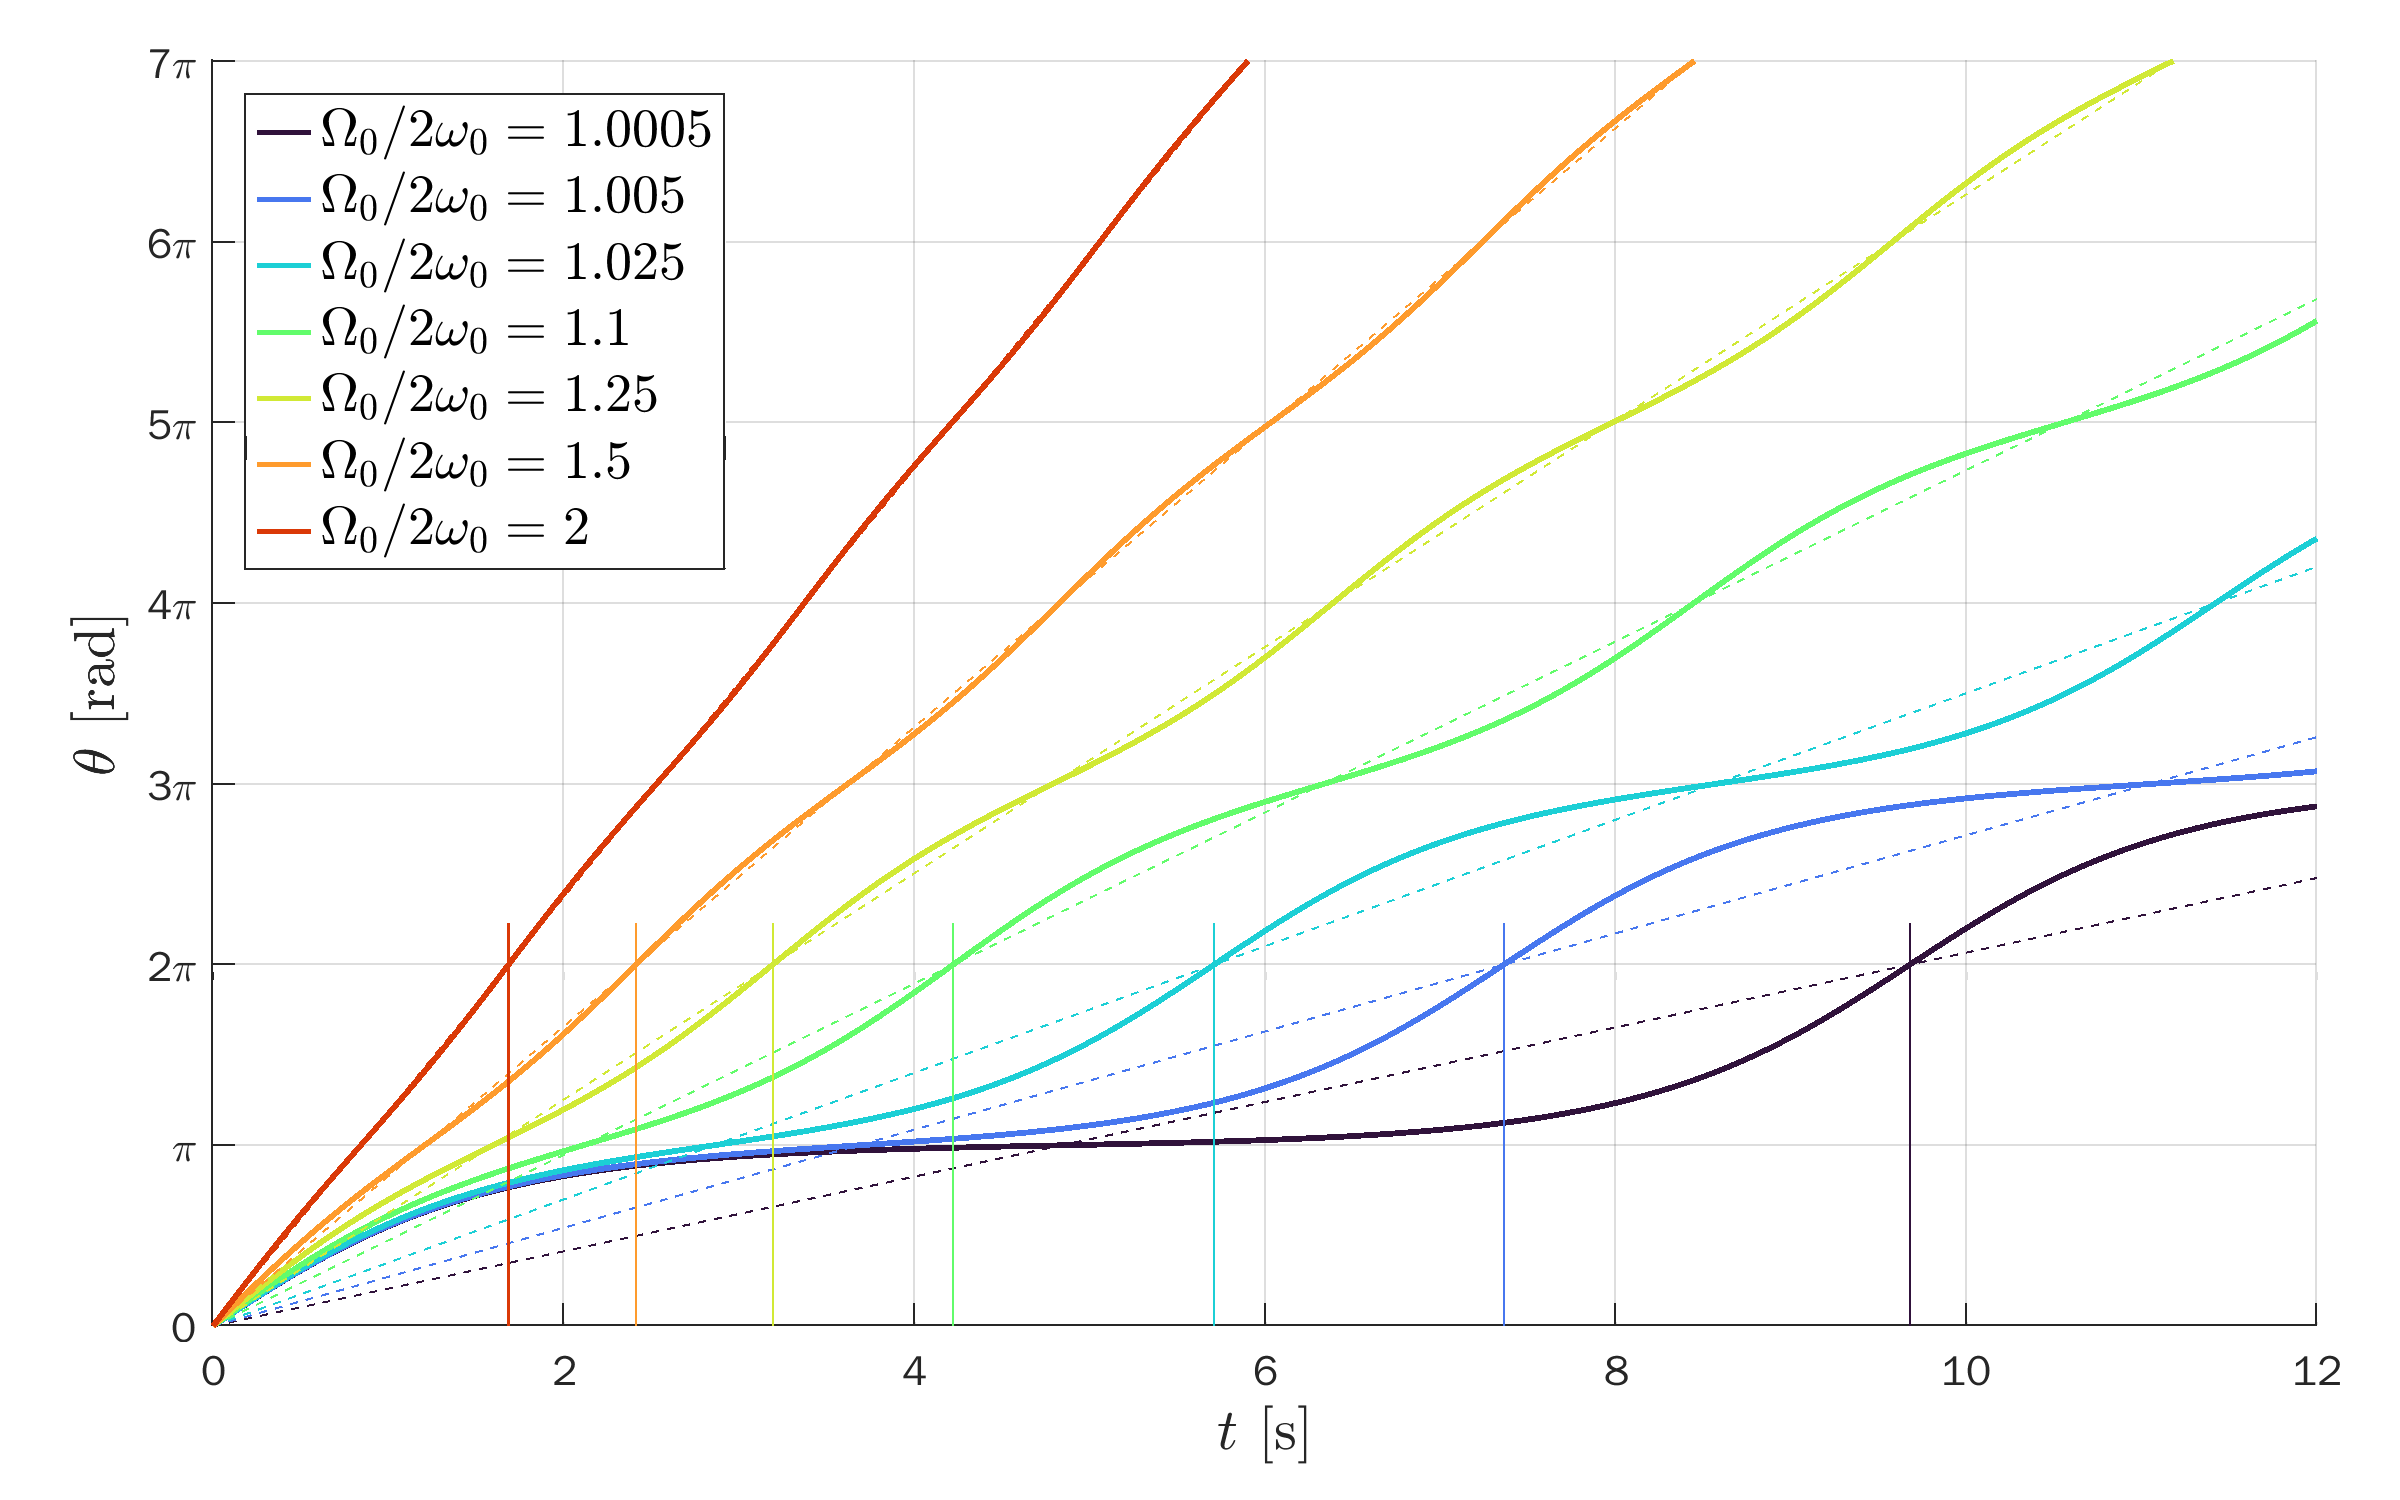 7π
6π
5π
4π
3π
2π
π
0
θ [rad]
Ω₀/2ω₀ = 1.0005
Ω₀/2ω₀ = 1.005
Ω₀/2ω₀ = 1.025
Ω₀/2ω₀ = 1.1
Ω₀/2ω₀ = 1.25
Ω₀/2ω₀ = 1.5
Ω₀/2ω₀ = 2
0 2 4 6 8 10 12
t [s]